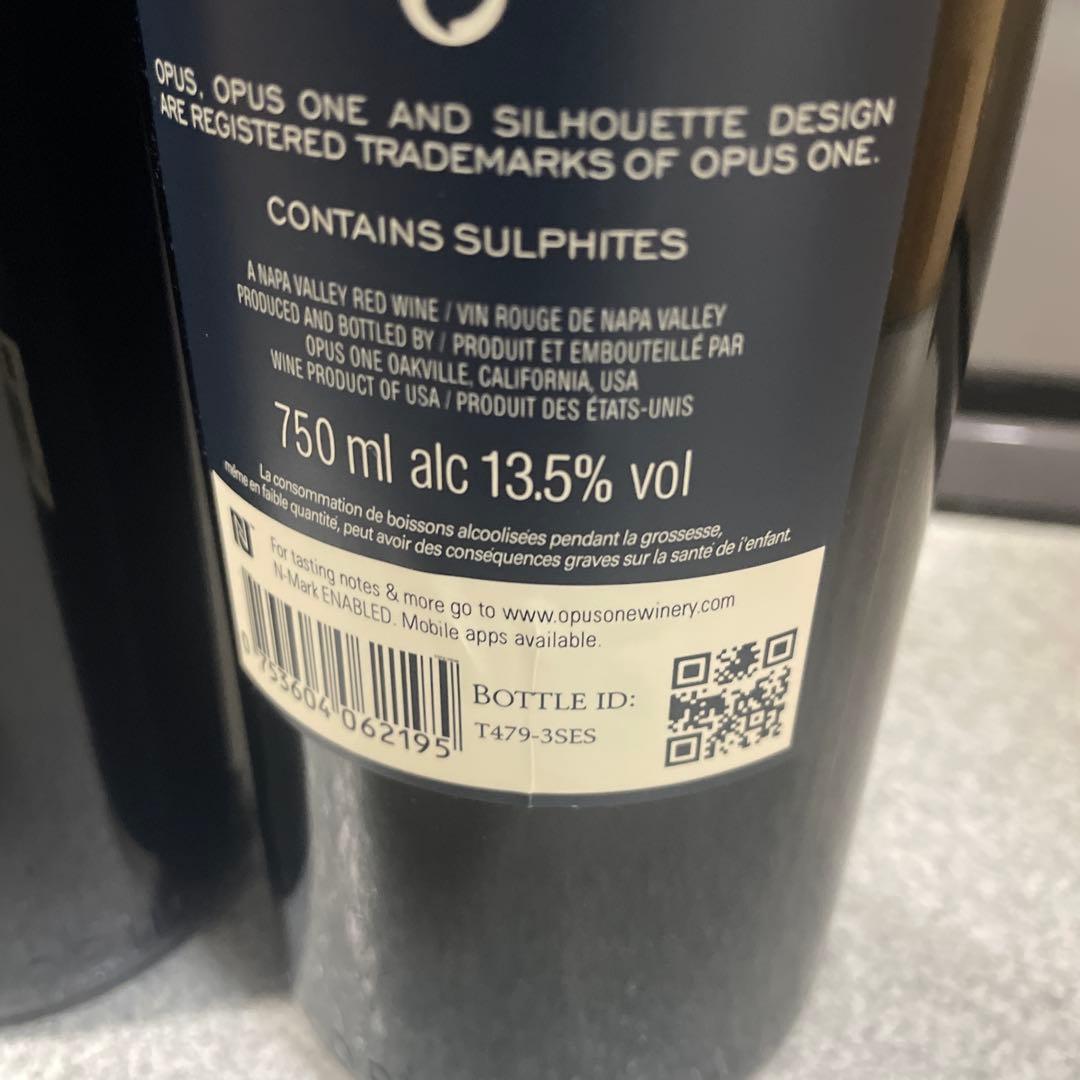 OPUS, OPUS ONE AND SILHOUETTE DESIGN
ARE REGISTERED TRADEMARKS OF OPUS ONE.
CONTAINS SULPHITES
A NAPA VALLEY RED WINE / VIN ROUGE DE NAPA VALLEY
PRODUCED AND BOTTLED BY / PRODUIT ET EMBOUTEILLÉ PAR
OPUS ONE OAKVILLE, CALIFORNIA, USA
WINE PRODUCT OF USA / PRODUIT DES ÉTATS-UNIS
750 ml alc 13.5% vol
La consommation de boissons alcoolisées pendant la grossesse,
même en faible quantité, peut avoir des conséquences graves sur la santé de l'enfant.
N
For tasting notes & more go to www.opusonewinery.com
N-Mark ENABLED. Mobile apps available.
0 753604 062195
BOTTLE ID:
T479-3SES